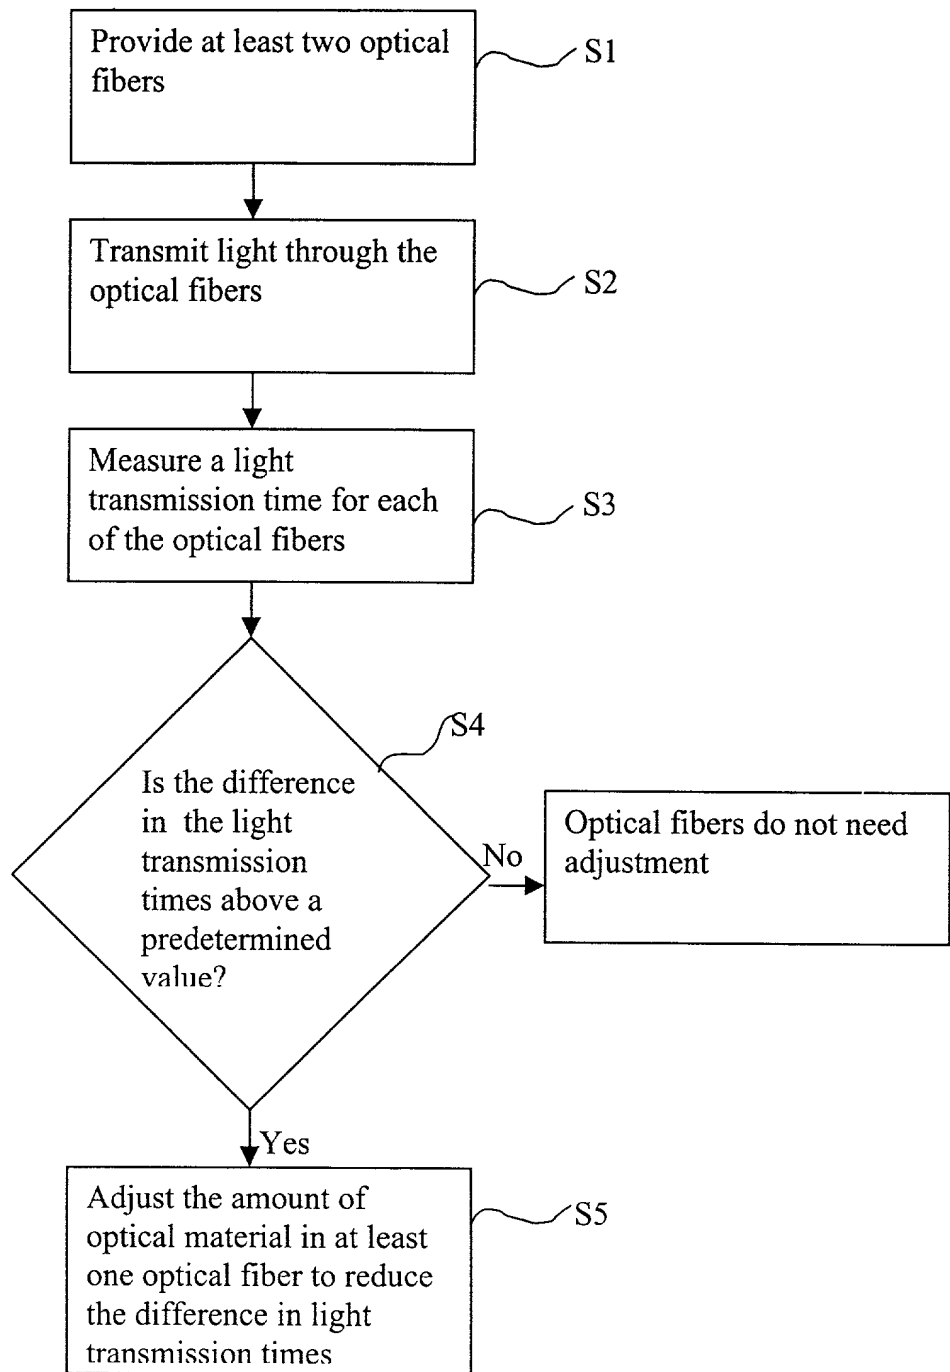 Provide at least two optical
fibers
S1
Transmit light through the
optical fibers
S2
Measure a light
transmission time for each
of the optical fibers
S3
S4
Is the difference
in the light
transmission
times above a
predetermined
value?
No
Optical fibers do not need
adjustment
Yes
Adjust the amount of
optical material in at least
one optical fiber to reduce
the difference in light
transmission times
S5